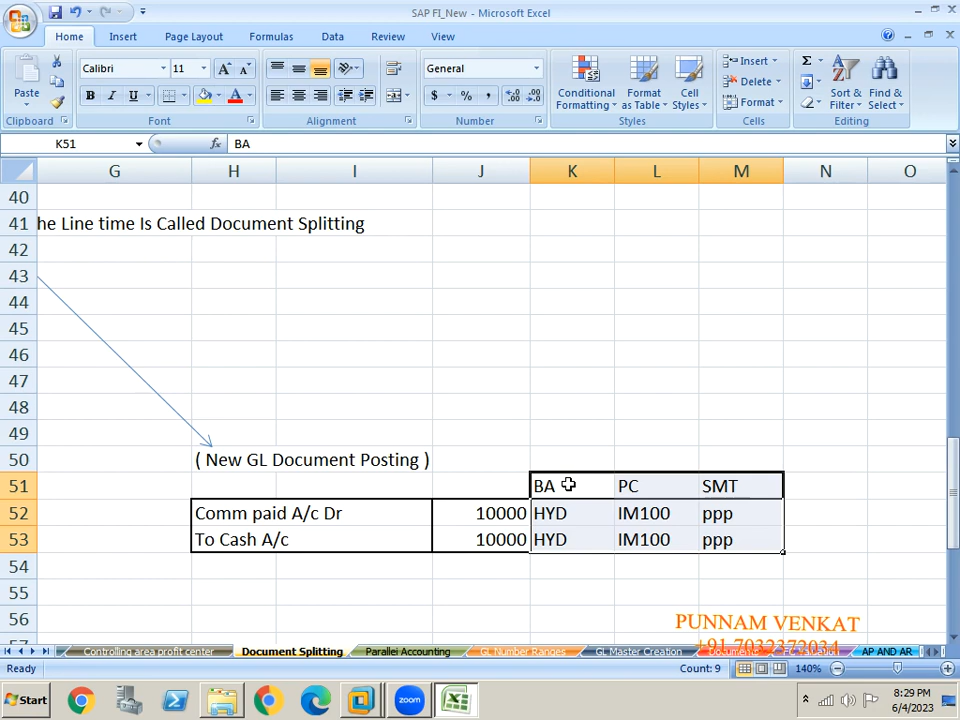 SAP FI_New - Microsoft Excel
Home Insert Page Layout Formulas Data Review View
Paste
Calibri 11
B I U
General
$ % ,
Conditional Formatting
Format as Table
Cell Styles
Insert
Delete
Format
Σ
Sort & Filter
Find & Select
Clipboard Font Alignment Number Styles Cells Editing
K51 fx BA
G H I J K L M N O
40
41 he Line time Is Called Document Splitting
42
43
44
45
46
47
48
49
50 ( New GL Document Posting )
51 BA PC SMT
52 Comm paid A/c Dr 10000 HYD IM100 ppp
53 To Cash A/c 10000 HYD IM100 ppp
54
55
56
57
PUNNAM VENKAT
+91 7032372034
Controlling area profit center Document Splitting Parallel Accounting GL Number Ranges GL Master Creation AP AND AR
Ready Count: 9 140%
Start zoom 8:29 PM
6/4/2023